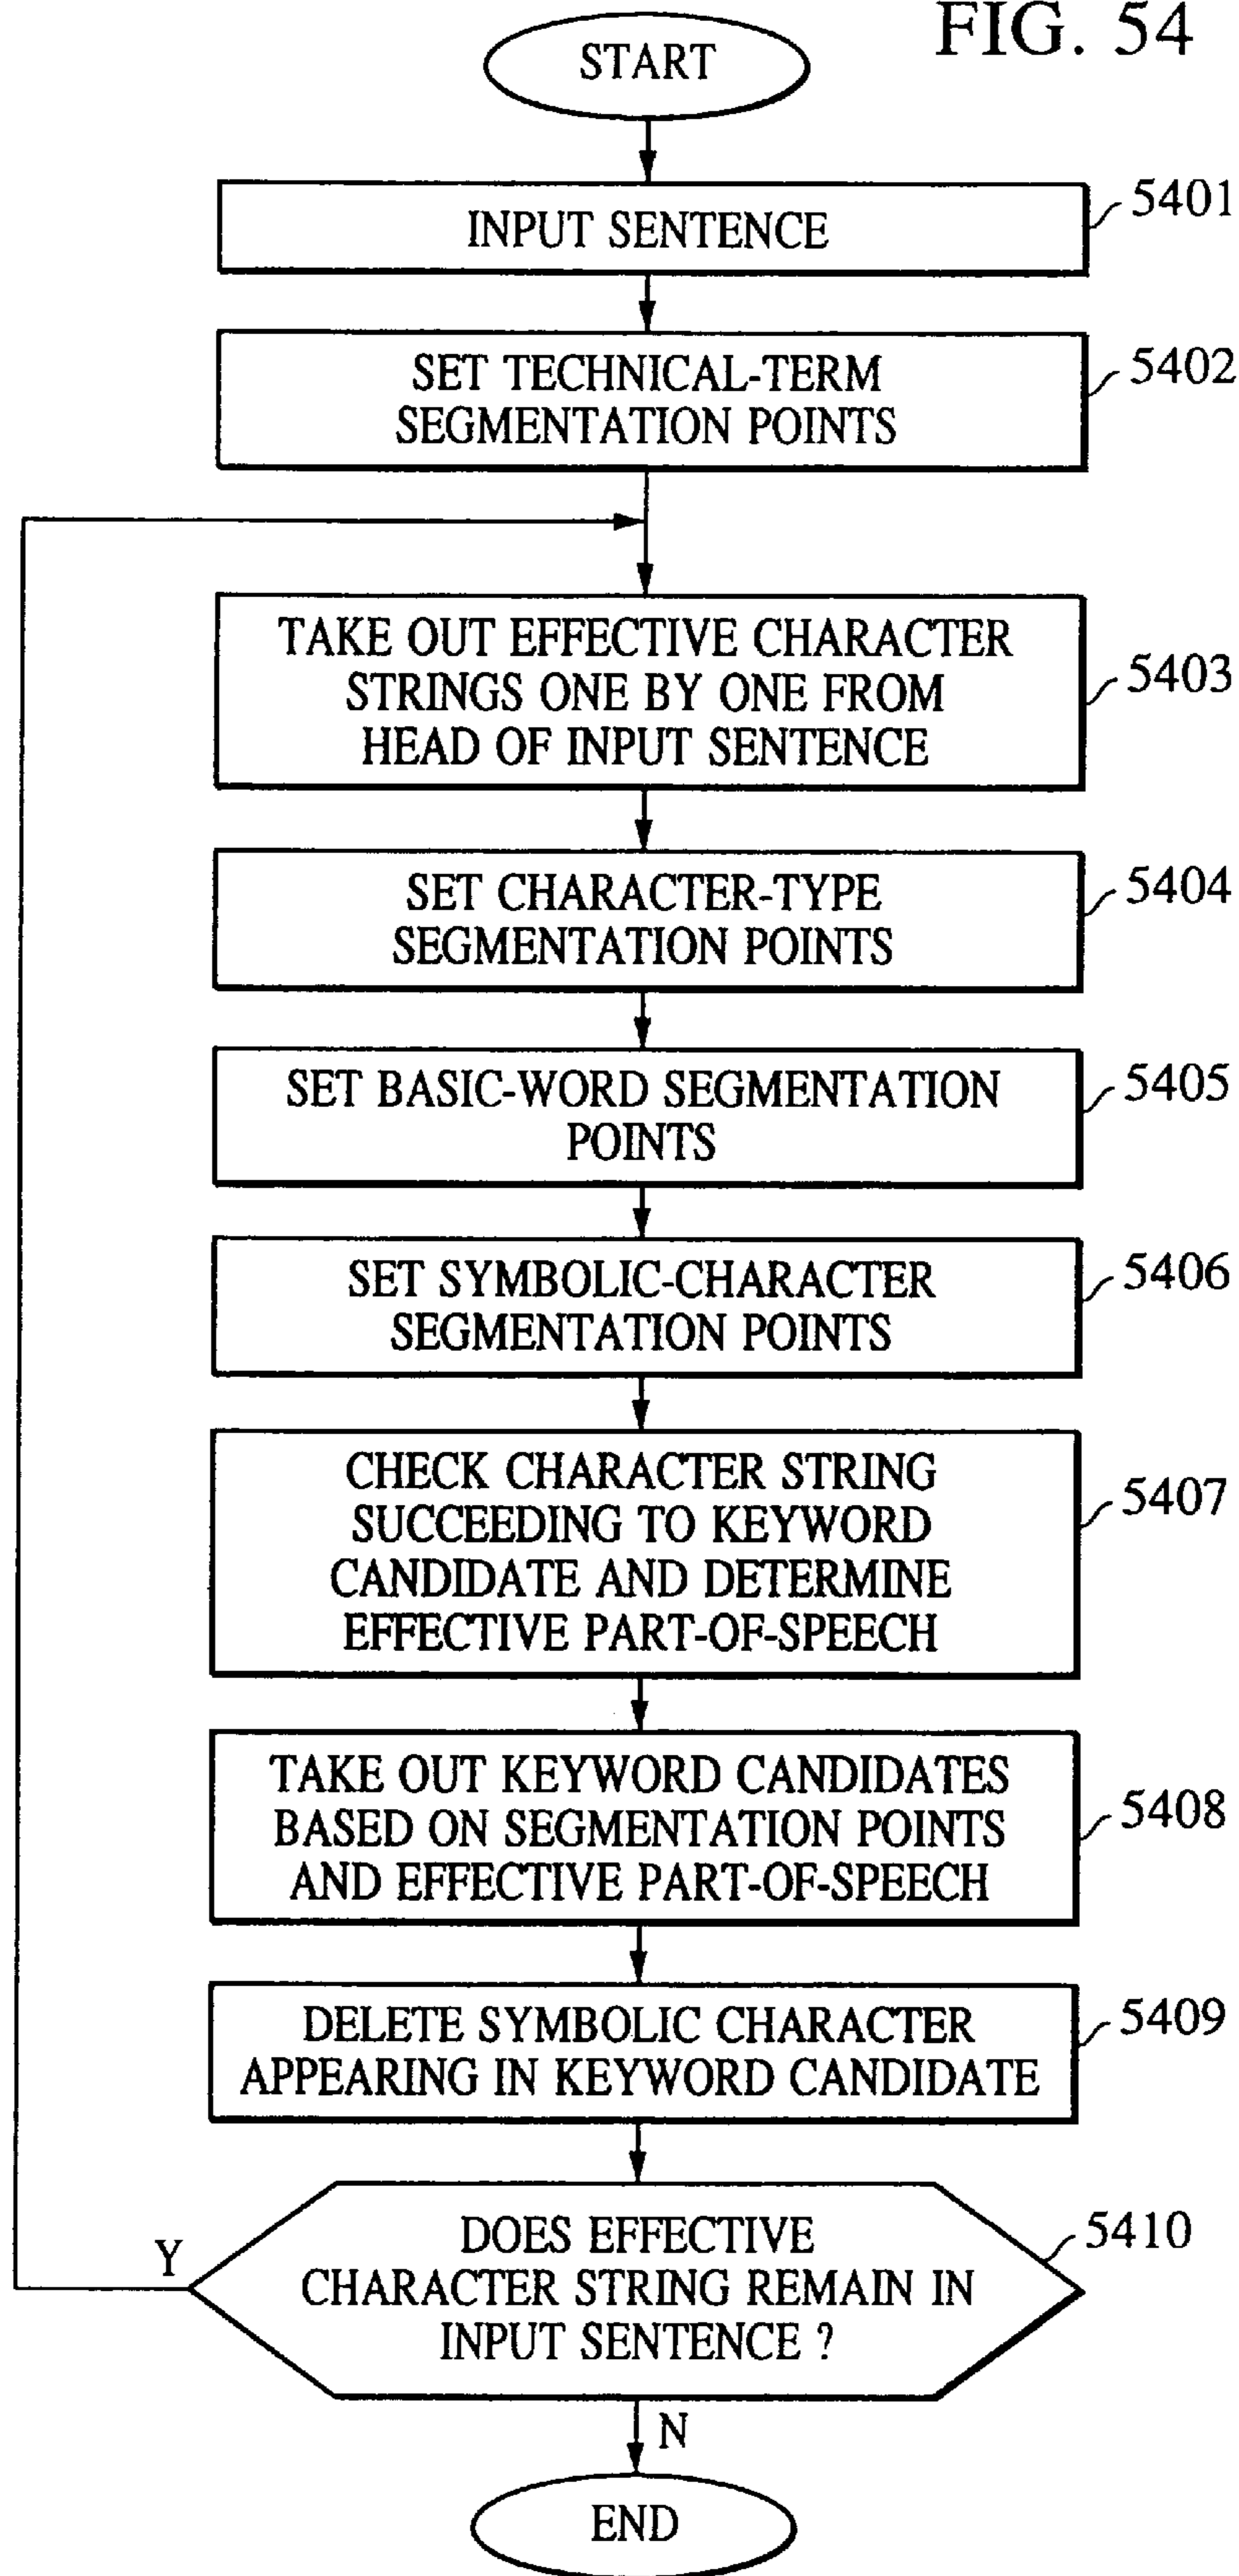 FIG. 54
START
INPUT SENTENCE
5401
SET TECHNICAL-TERM
SEGMENTATION POINTS
5402
TAKE OUT EFFECTIVE CHARACTER
STRINGS ONE BY ONE FROM
HEAD OF INPUT SENTENCE
5403
SET CHARACTER-TYPE
SEGMENTATION POINTS
5404
SET BASIC-WORD SEGMENTATION
POINTS
5405
SET SYMBOLIC-CHARACTER
SEGMENTATION POINTS
5406
CHECK CHARACTER STRING
SUCCEEDING TO KEYWORD
CANDIDATE AND DETERMINE
EFFECTIVE PART-OF-SPEECH
5407
TAKE OUT KEYWORD CANDIDATES
BASED ON SEGMENTATION POINTS
AND EFFECTIVE PART-OF-SPEECH
5408
DELETE SYMBOLIC CHARACTER
APPEARING IN KEYWORD CANDIDATE
5409
DOES EFFECTIVE
CHARACTER STRING REMAIN IN
INPUT SENTENCE ?
5410
Y
N
END